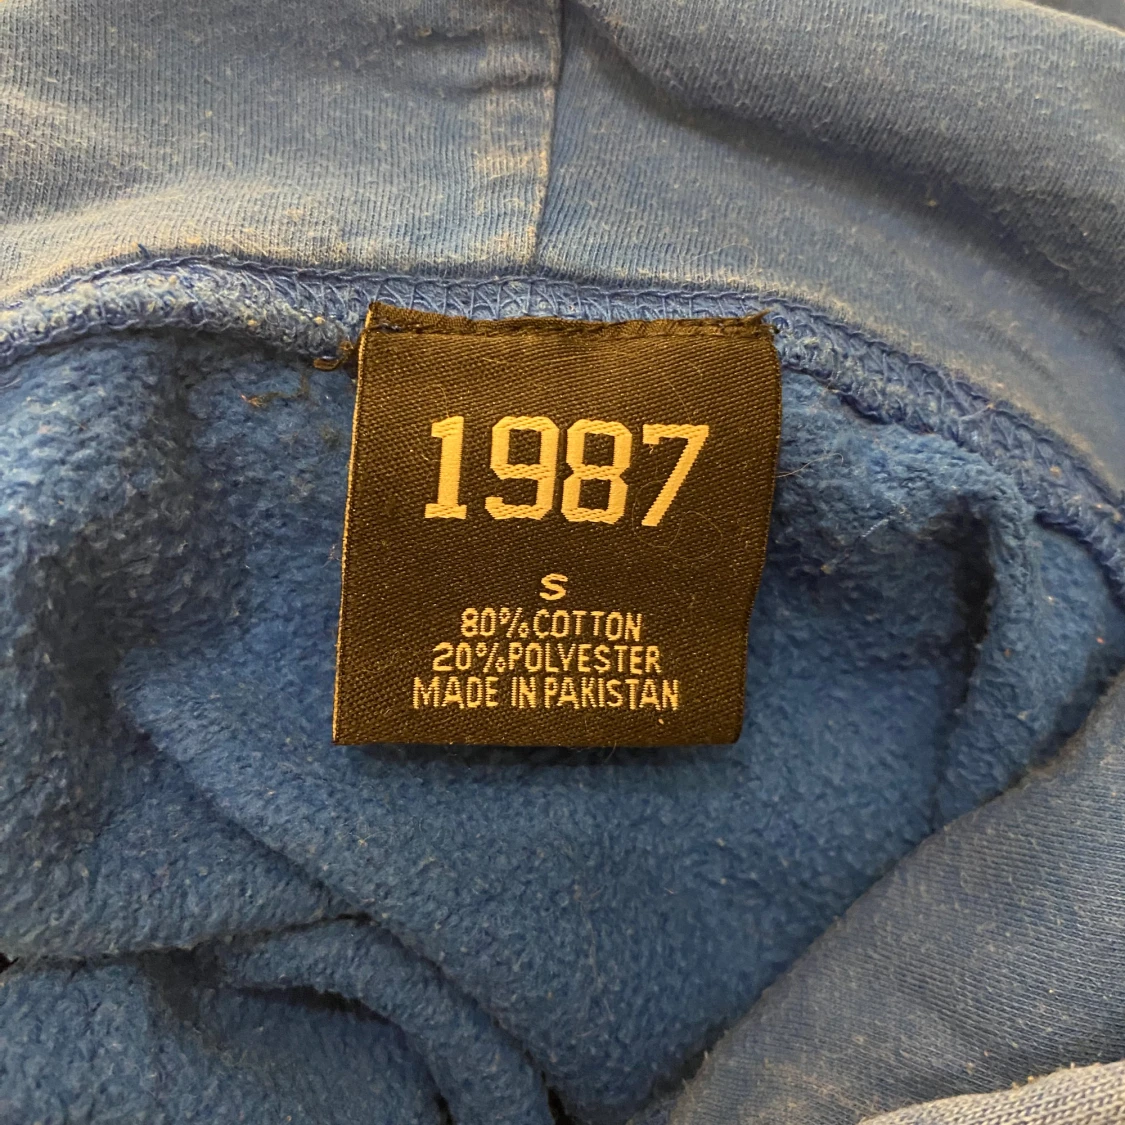 1987
S
80% COTTON
20% POLYESTER
MADE IN PAKISTAN